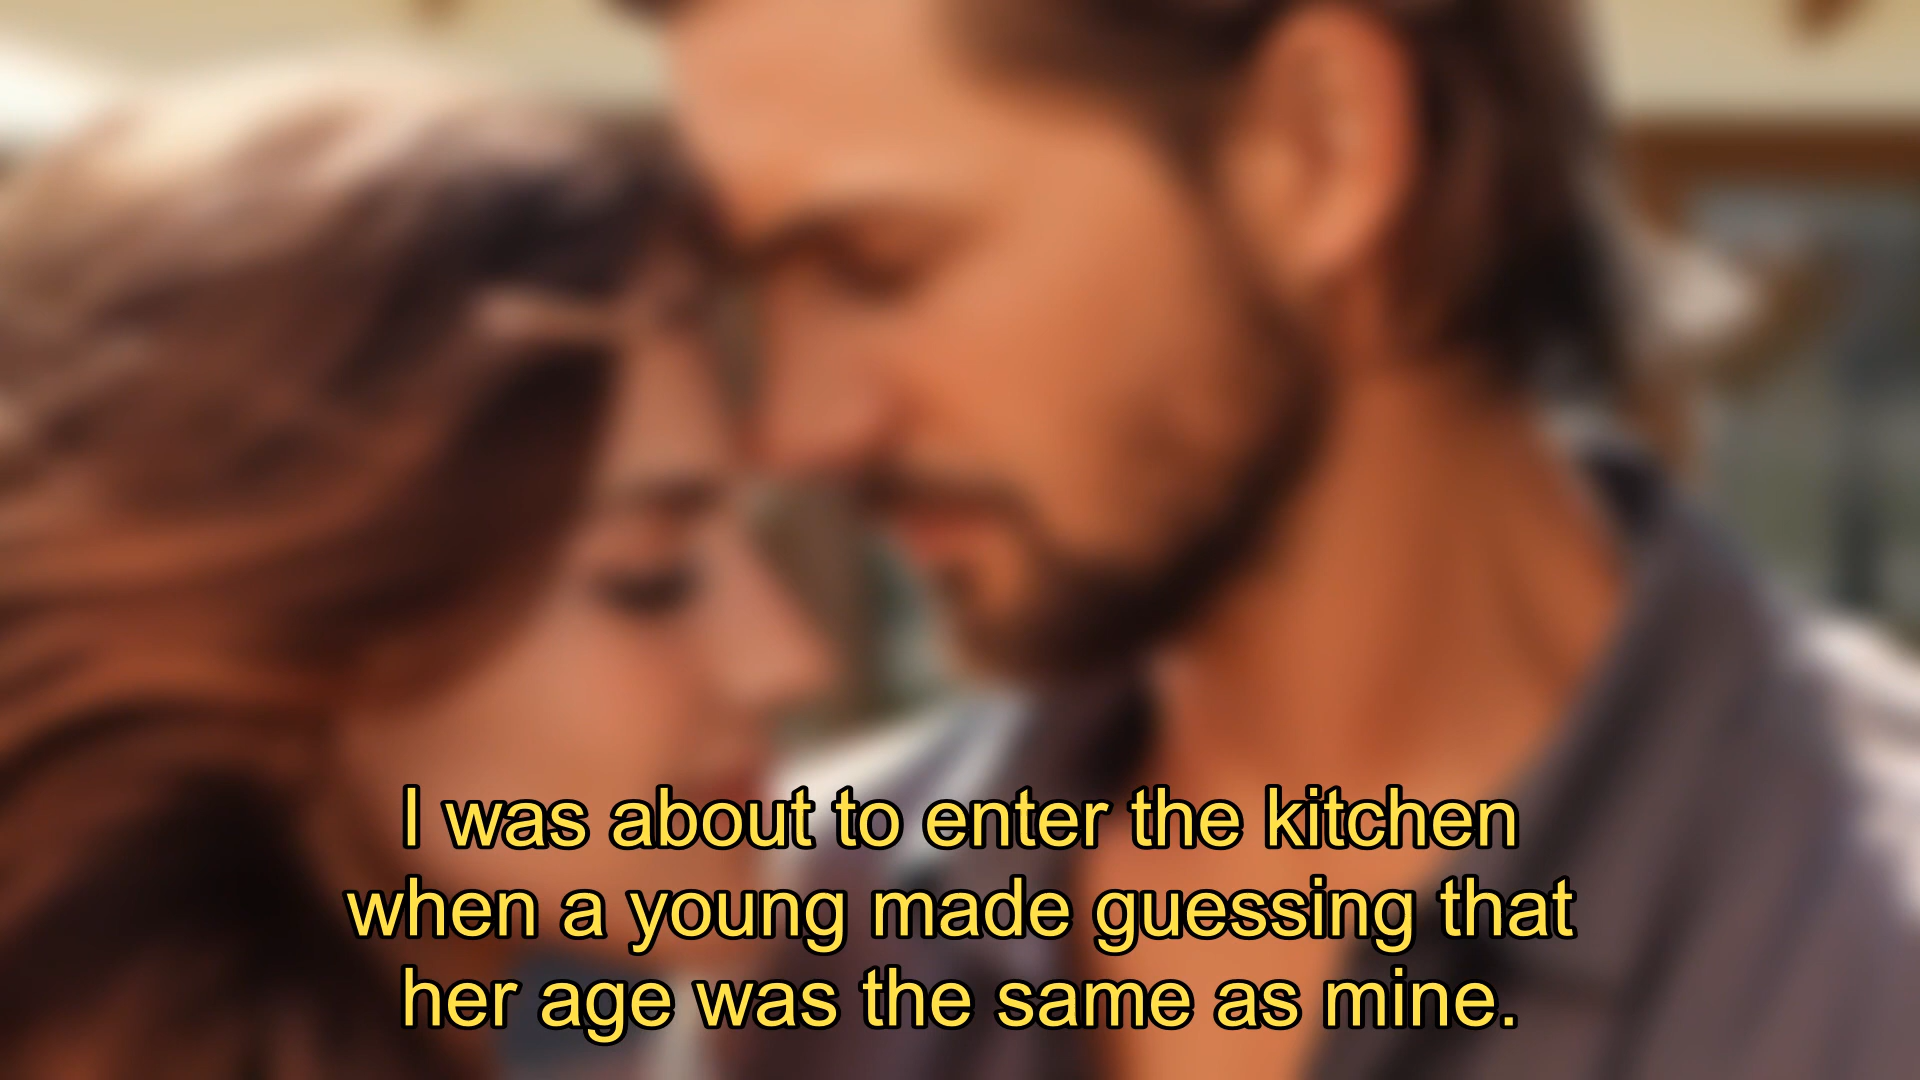 I was about to enter the kitchen
when a young made guessing that
her age was the same as mine.